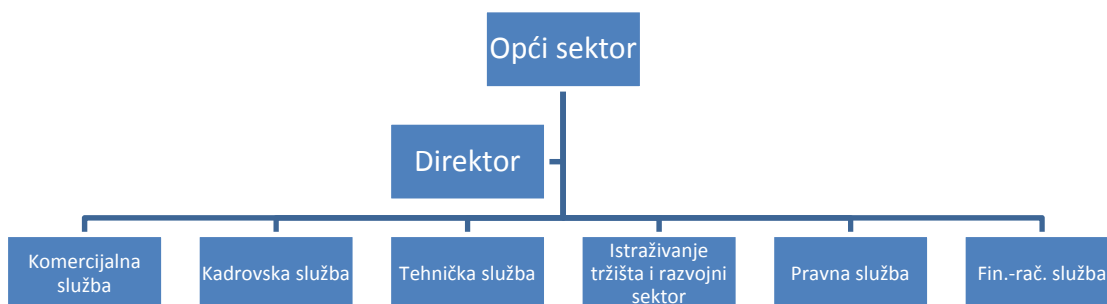 Opći sektor
Direktor
Komercijalna
služba
Kadrovska služba
Tehnička služba
Istraživanje
tržišta i razvojni
sektor
Pravna služba
Fin.-rač. služba